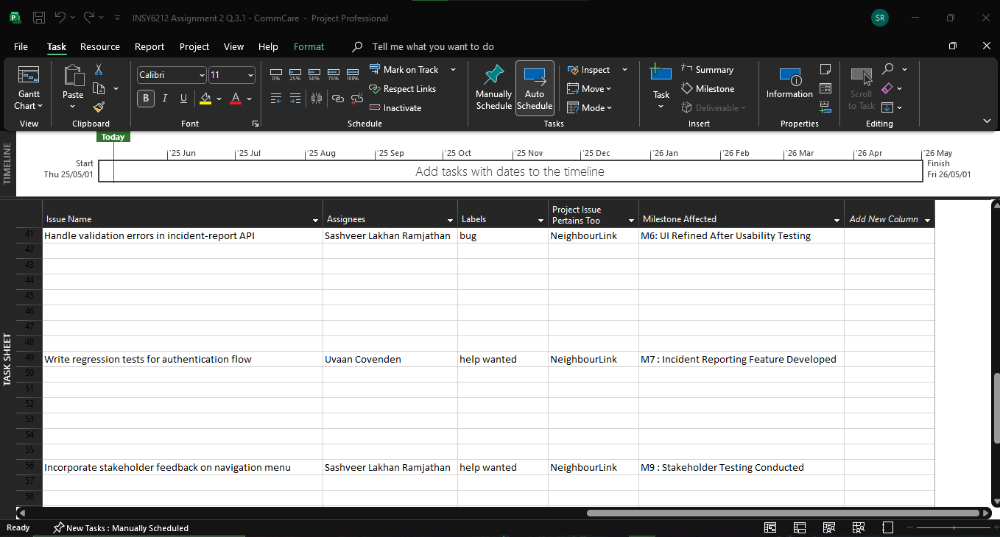 INSY6212 Assignment 2 Q.3.1 - CommCare - Project Professional
SR
File Task Resource Report Project View Help Format Tell me what you want to do
Gantt Chart
View
Paste
Clipboard
Calibri 11
B I U A
Font
0% 25% 50% 75% 100%
Mark on Track
Respect Links
Inactivate
Schedule
Manually Schedule
Auto Schedule
Inspect
Move
Mode
Tasks
Task
Summary
Milestone
Deliverable
Insert
Information
Properties
Scroll to Task
Editing
TIMELINE
Today
'25 Jun '25 Jul '25 Aug '25 Sep '25 Oct '25 Nov '25 Dec '26 Jan '26 Feb '26 Mar '26 Apr '26 May
Start
Thu 25/05/01
Add tasks with dates to the timeline
Finish
Fri 26/05/01
TASK SHEET
Issue Name Assignees Labels Project Issue Pertains Too Milestone Affected Add New Column
41 Handle validation errors in incident-report API Sashveer Lakhan Ramjathan bug NeighbourLink M6: UI Refined After Usability Testing
42
43
44
45
46
47
48
49 Write regression tests for authentication flow Uvaan Covenden help wanted NeighbourLink M7 : Incident Reporting Feature Developed
50
51
52
53
54
55
56 Incorporate stakeholder feedback on navigation menu Sashveer Lakhan Ramjathan help wanted NeighbourLink M9 : Stakeholder Testing Conducted
57
58
Ready New Tasks : Manually Scheduled